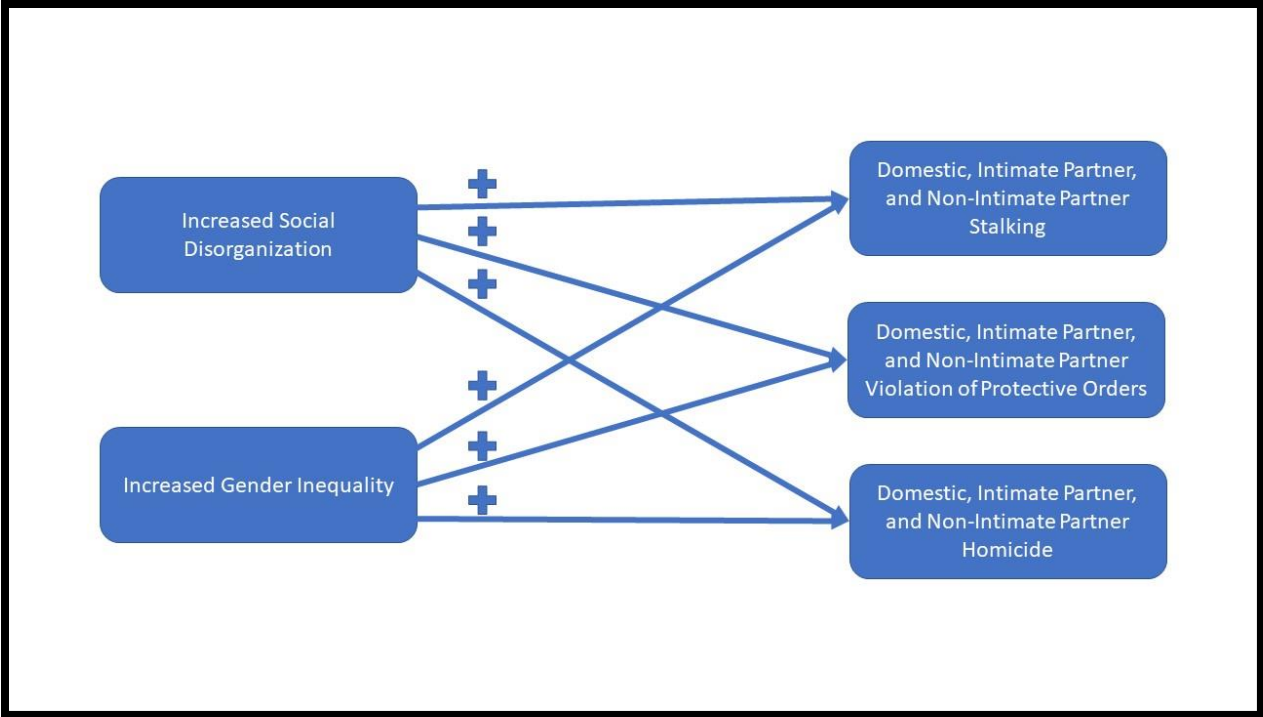 Increased Social
Disorganization
Increased Gender Inequality
+
+
+
+
+
+
Domestic, Intimate Partner,
and Non-Intimate Partner
Stalking
Domestic, Intimate Partner,
and Non-Intimate Partner
Violation of Protective Orders
Domestic, Intimate Partner,
and Non-Intimate Partner
Homicide